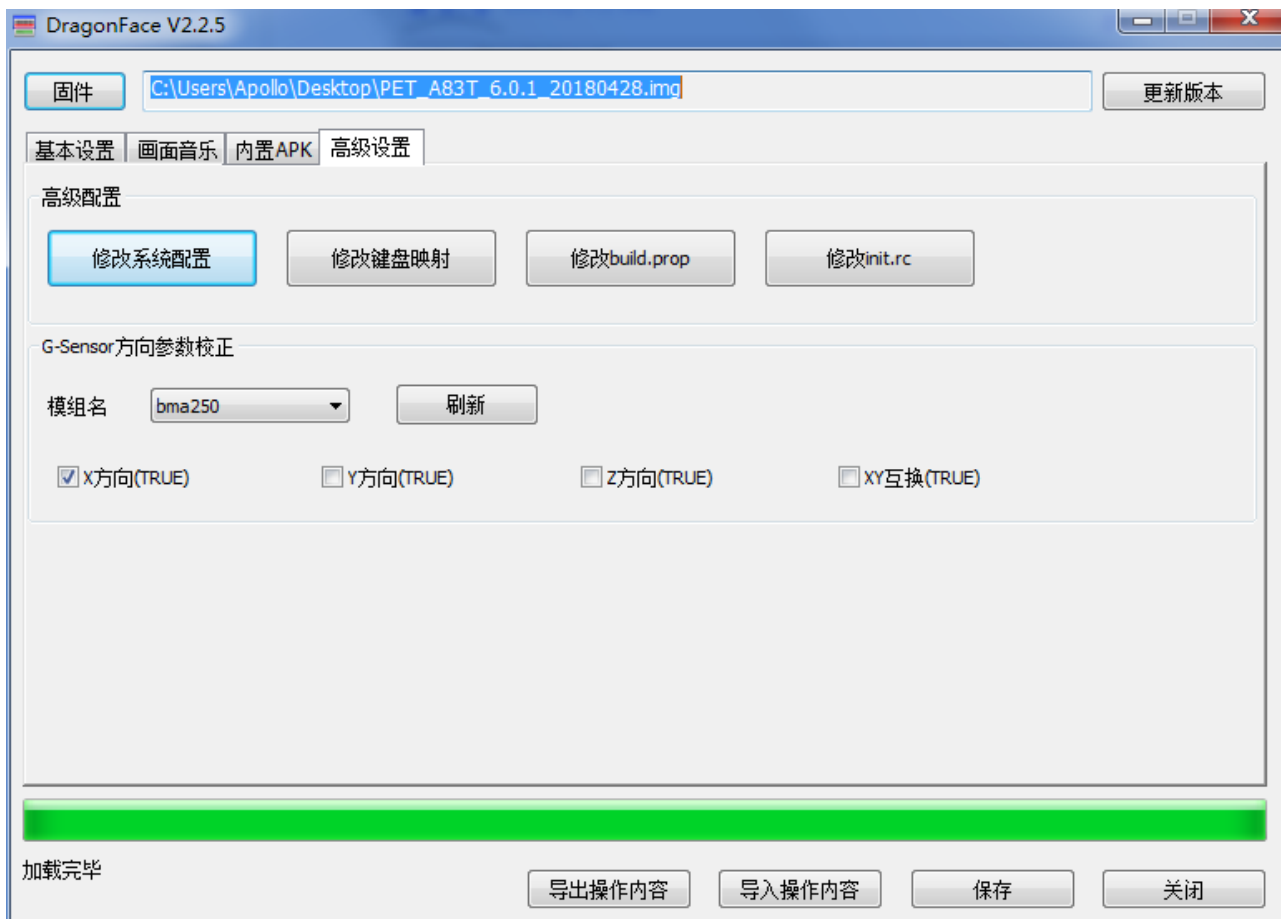 DragonFace V2.2.5
固件 C:\Users\Apollo\Desktop\PET_A83T_6.0.1_20180428.img 更新版本
基本设置 画面音乐 内置APK 高级设置
高级配置
修改系统配置 修改键盘映射 修改build.prop 修改init.rc
G-Sensor方向参数校正
模组名 bma250 刷新
X方向(TRUE) Y方向(TRUE) Z方向(TRUE) XY互换(TRUE)
加载完毕
导出操作内容 导入操作内容 保存 关闭